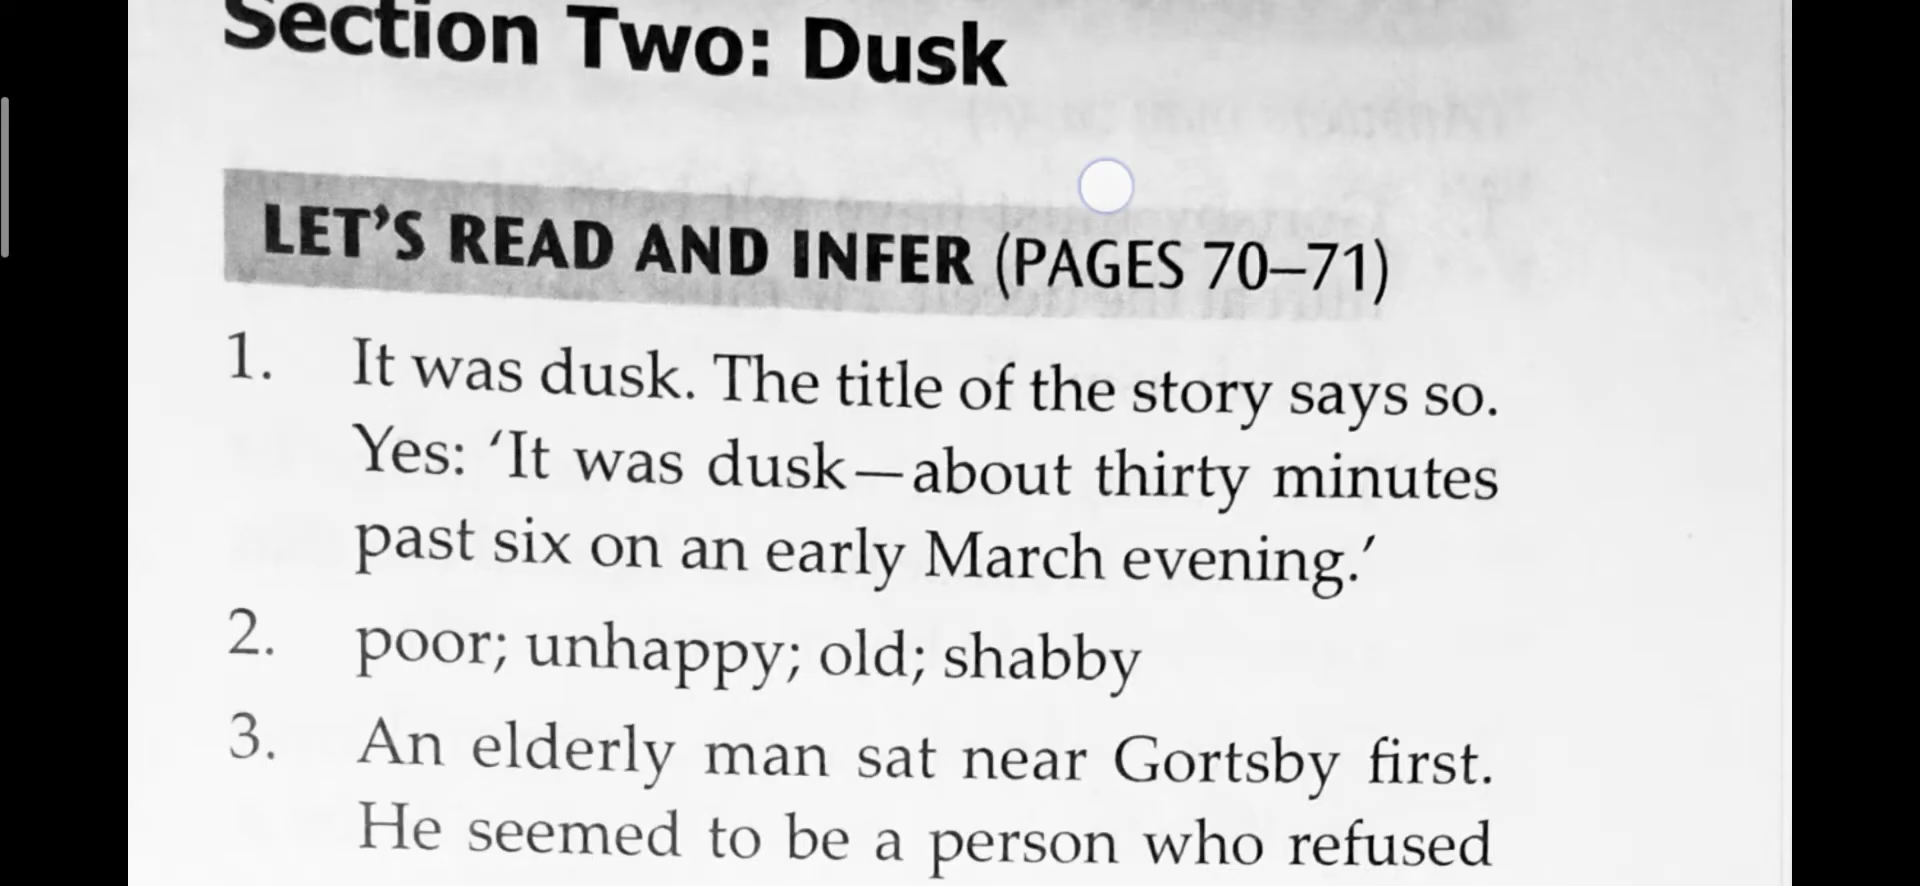 Section Two: Dusk
LET'S READ AND INFER (PAGES 70–71)
1. It was dusk. The title of the story says so.
Yes: 'It was dusk—about thirty minutes
past six on an early March evening.'
2. poor; unhappy; old; shabby
3. An elderly man sat near Gortsby first.
He seemed to be a person who refused